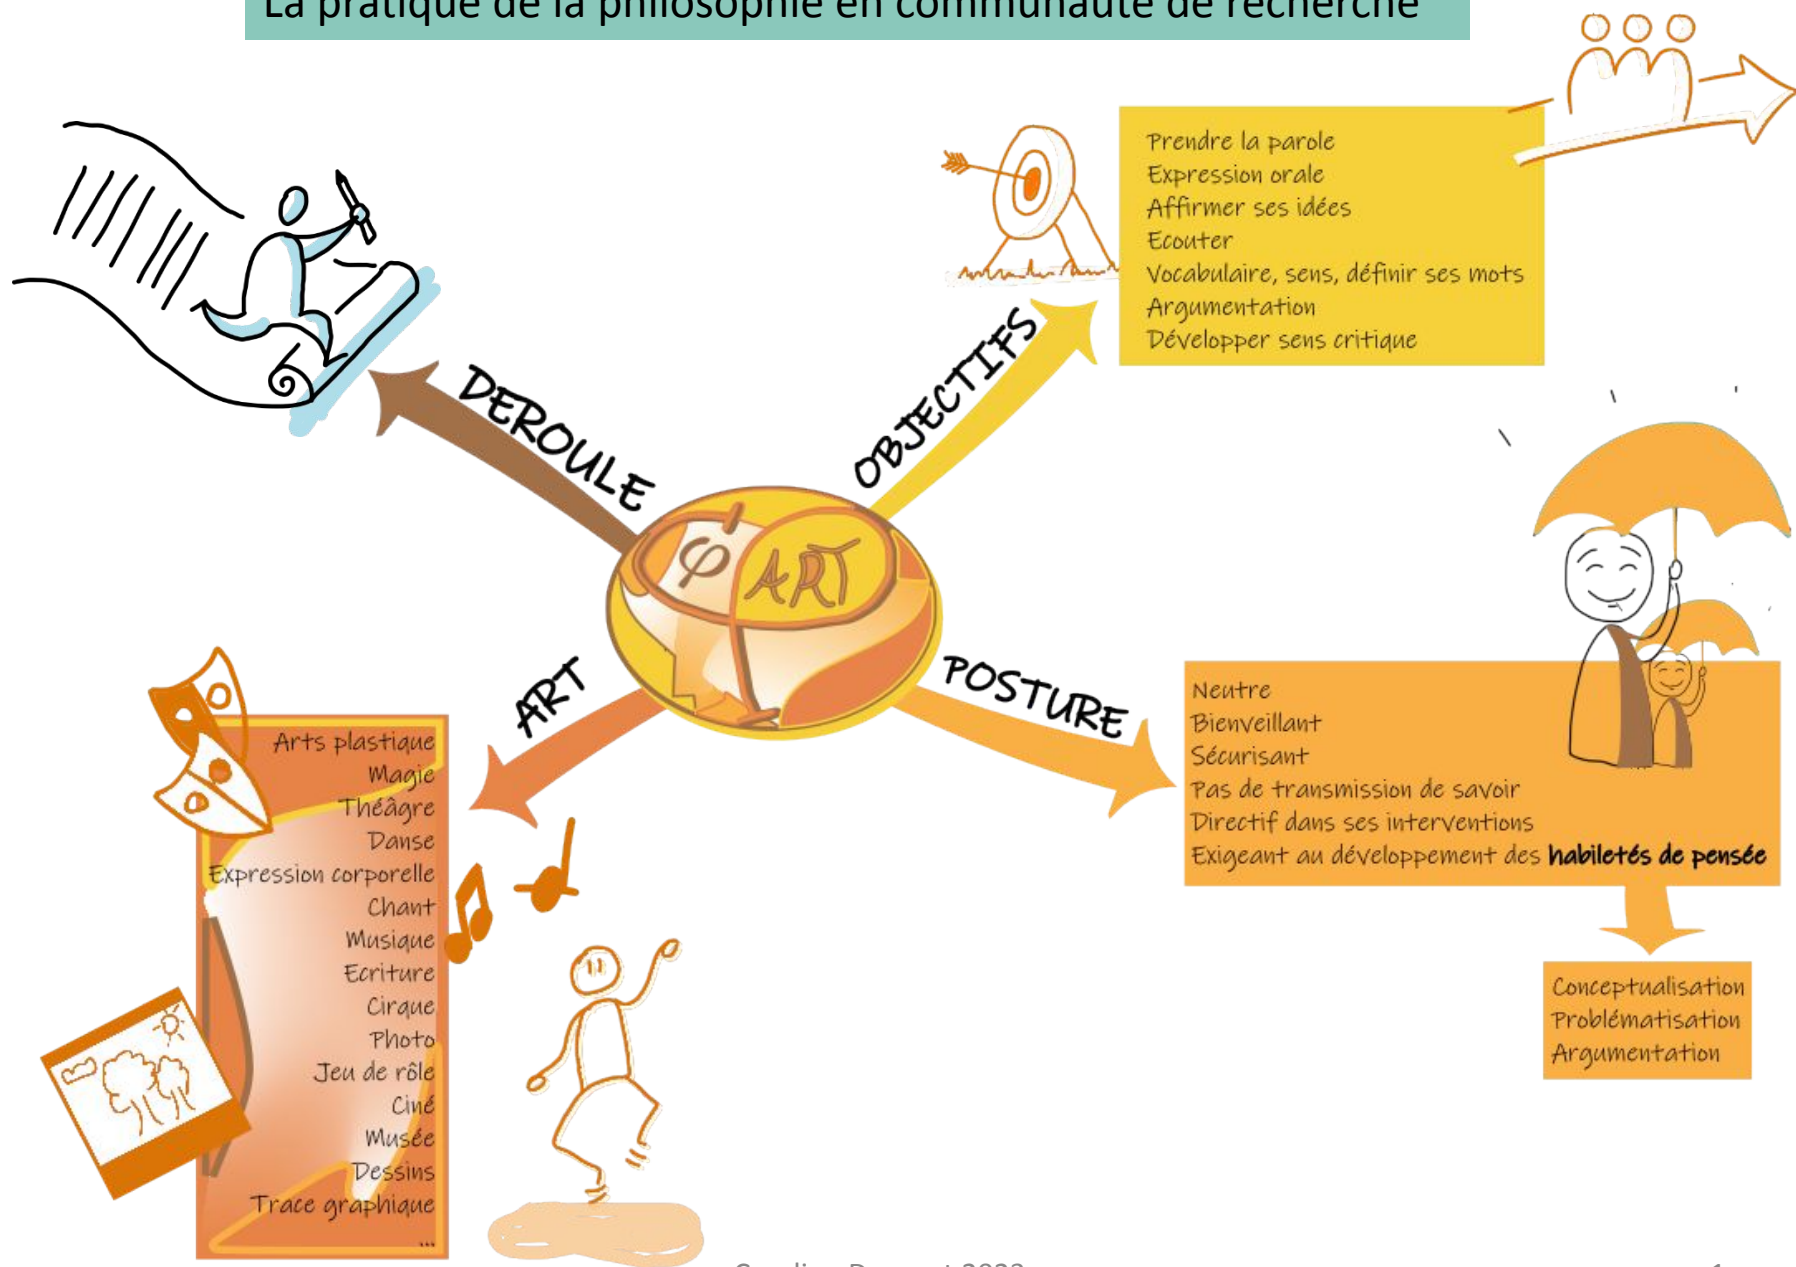 La pratique de la philosophie en communauté de recherche
DEROULE
OBJECTIFS
Prendre la parole
Expression orale
Affirmer ses idées
Ecouter
Vocabulaire, sens, définir ses mots
Argumentation
Développer sens critique
φ ART
ART
Arts plastique
Magie
Théâgre
Danse
Expression corporelle
Chant
Musique
Ecriture
Cirque
Photo
Jeu de rôle
Ciné
Musée
Dessins
Trace graphique
...
POSTURE
Neutre
Bienveillant
Sécurisant
Pas de transmission de savoir
Directif dans ses interventions
Exigeant au développement des habiletés de pensée
Conceptualisation
Problématisation
Argumentation
2023
1